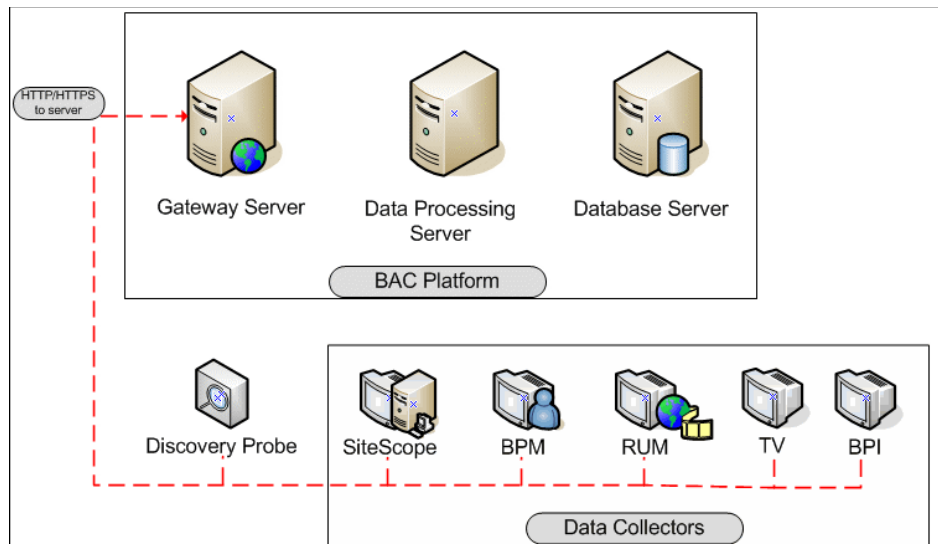 HTTP/HTTPS
to server
Gateway Server
Data Processing
Server
Database Server
BAC Platform
Discovery Probe
SiteScope
BPM
RUM
TV
BPI
Data Collectors